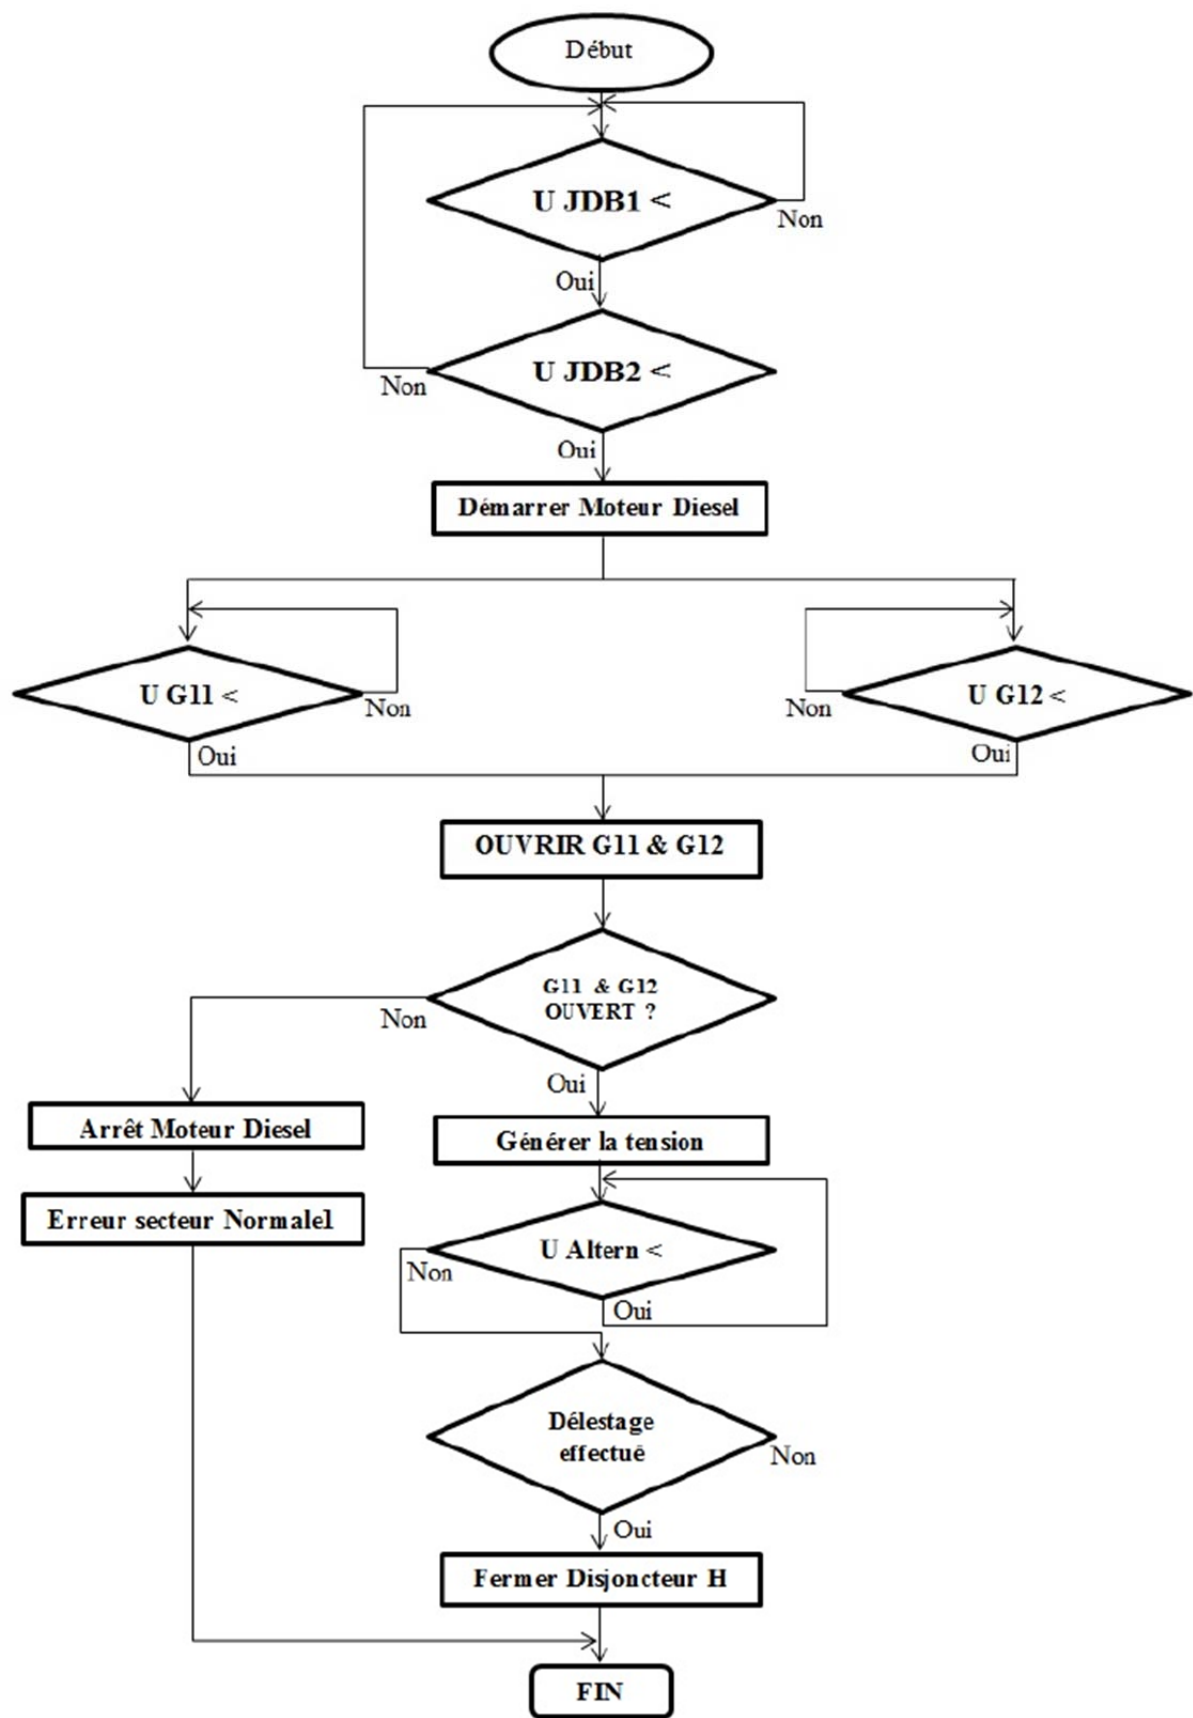 Début
U JDB1 <
Non
Oui
U JDB2 <
Non
Oui
Démarrer Moteur Diesel
U G11 <
Non
Oui
U G12 <
Non
Oui
OUVRIR G11 & G12
G11 & G12
OUVERT ?
Non
Oui
Arrêt Moteur Diesel
Générer la tension
Erreur secteur Normale1
U Altern <
Non
Oui
Délestage
effectué
Non
Oui
Fermer Disjoncteur H
FIN